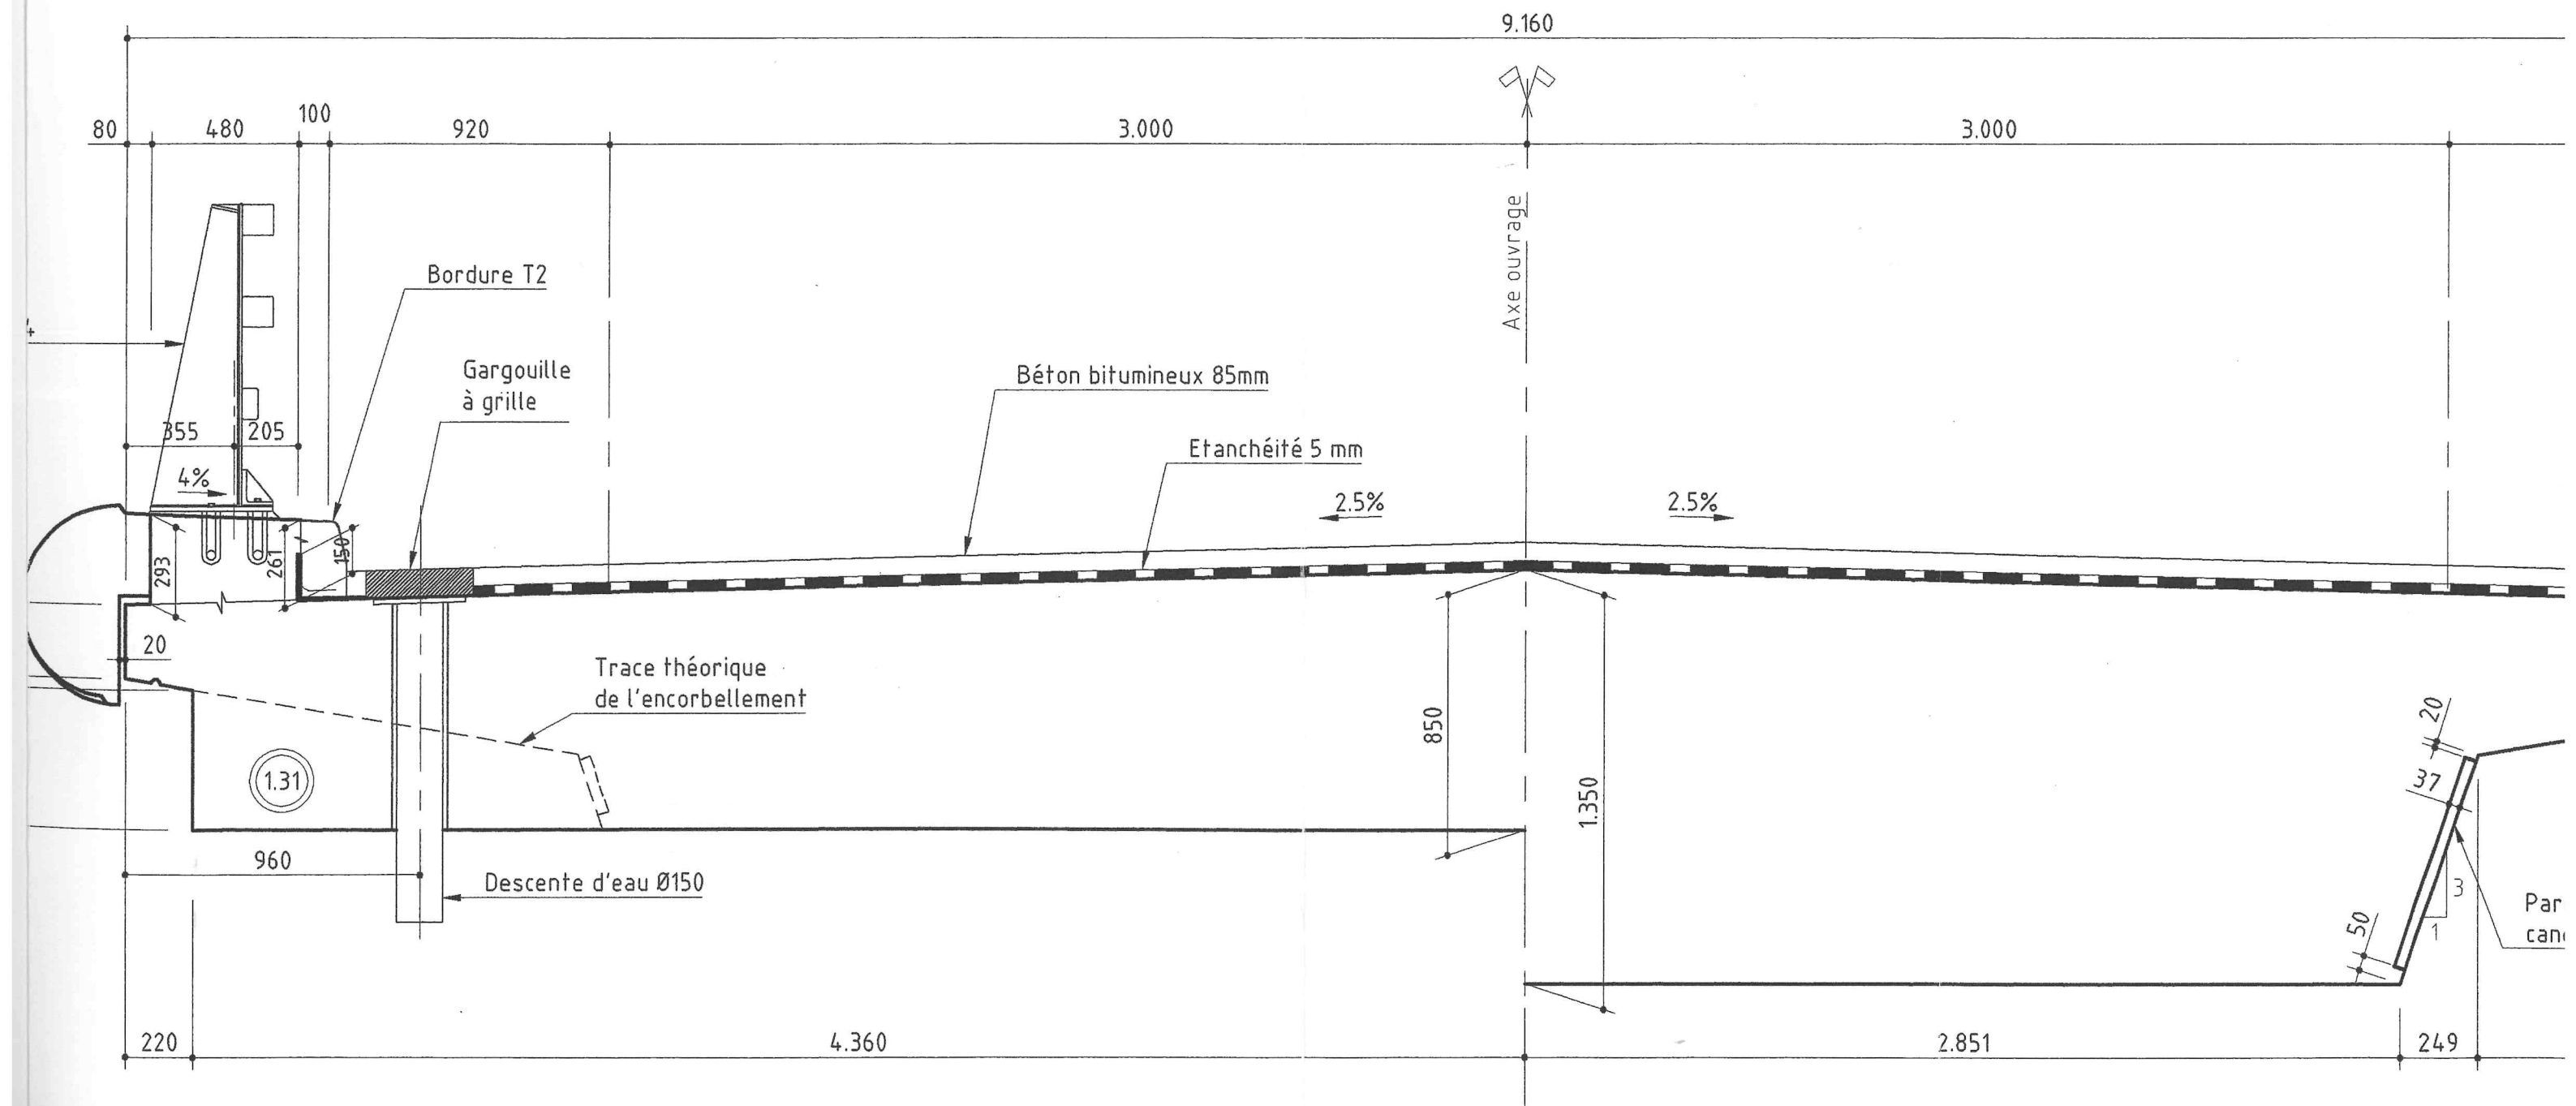 9.160
80 480 100 920 3.000 3.000
Axe ouvrage
Bordure T2
Gargouille
à grille
Béton bitumineux 85mm
355 205
Etanchéité 5 mm
4%
2.5% 2.5%
293 261 150
20
Trace théorique
de l'encorbellement
850
1.350
20
37
1.31
3
1
50
960
Descente d'eau Ø150
220 4.360 2.851 249